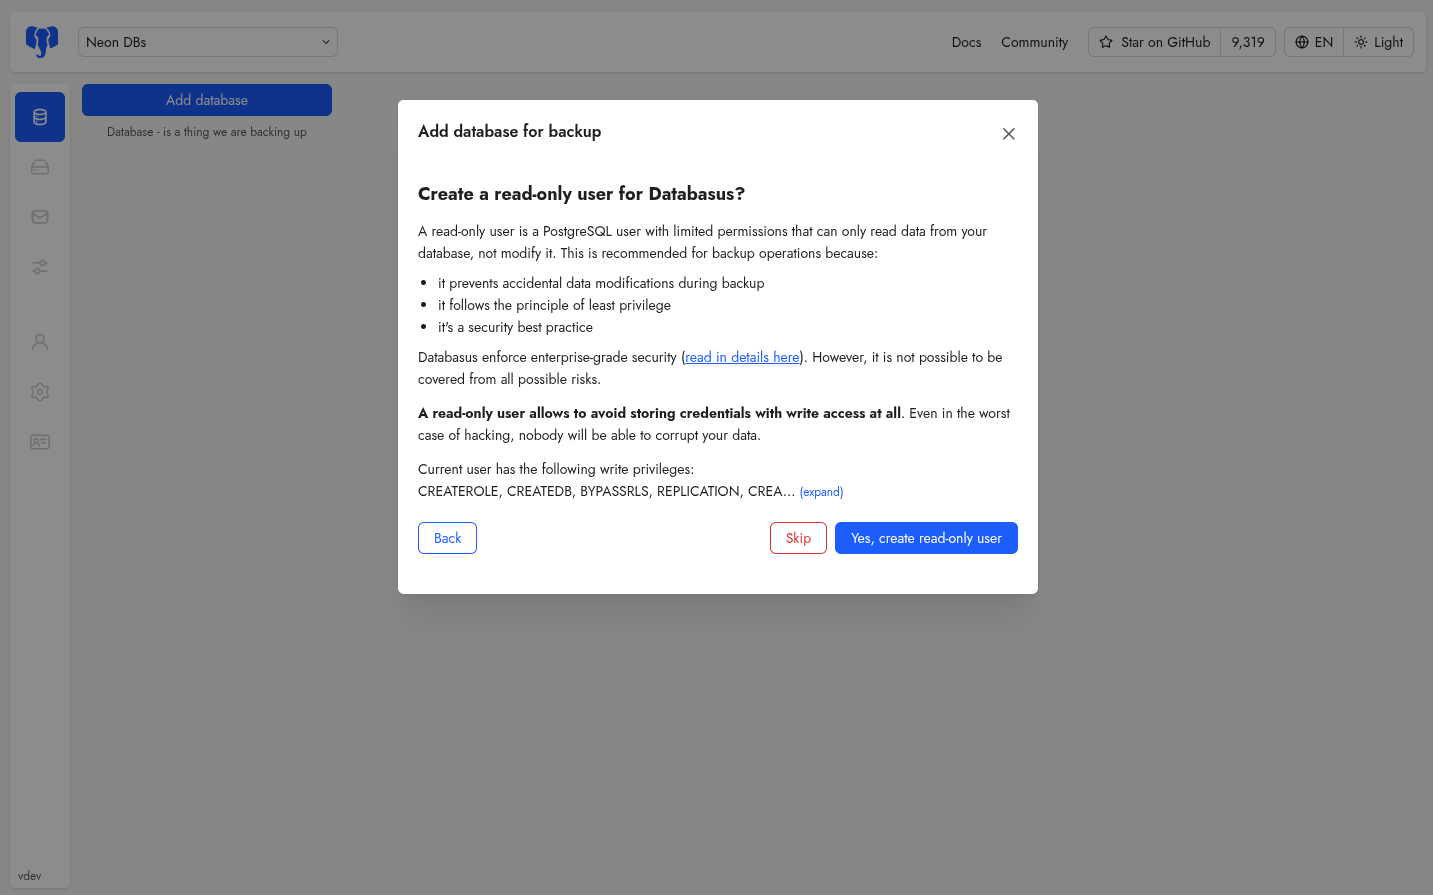 Neon DBs
Docs
Community
Star on GitHub
9,319
EN
Light
Add database
Database - is a thing we are backing up
Add database for backup
Create a read-only user for Databasus?
A read-only user is a PostgreSQL user with limited permissions that can only read data from your
database, not modify it. This is recommended for backup operations because:
it prevents accidental data modifications during backup
it follows the principle of least privilege
it's a security best practice
Databasus enforce enterprise-grade security (read in details here). However, it is not possible to be
covered from all possible risks.
A read-only user allows to avoid storing credentials with write access at all. Even in the worst
case of hacking, nobody will be able to corrupt your data.
Current user has the following write privileges:
CREATEROLE, CREATEDB, BYPASSRLS, REPLICATION, CREA... (expand)
Back
Skip
Yes, create read-only user
vdev